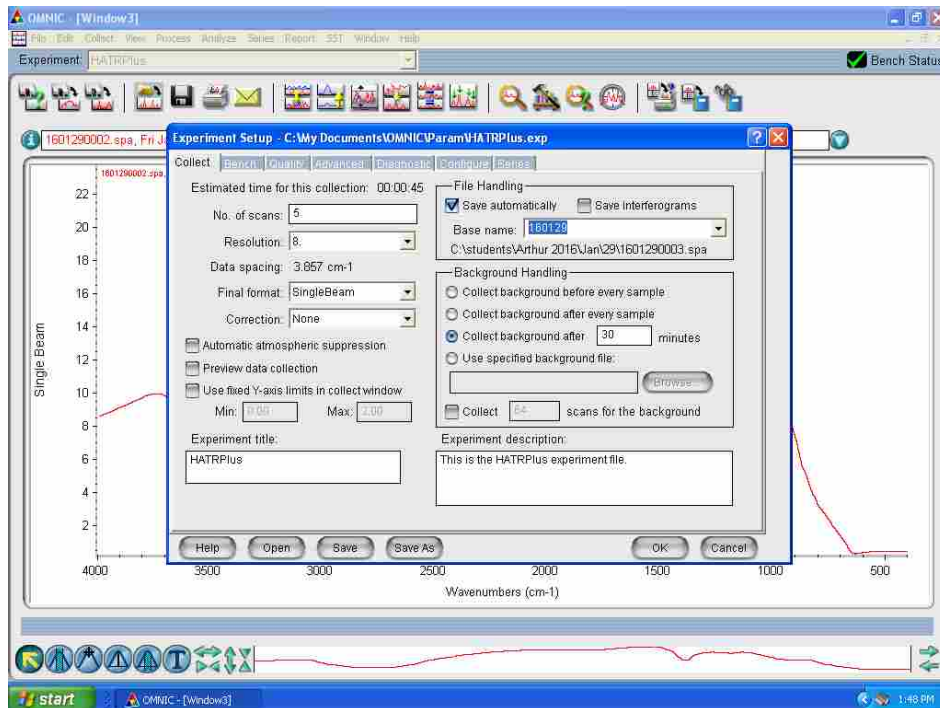 OMNIC - [Window3]
File Edit Collect View Process Analyze Series Report SST Window Help
Experiment: HATRPlus
Bench Status
1601290002.spa, Fri Ja
Experiment Setup - C:\My Documents\OMNIC\Param\HATRPlus.exp
Collect Bench Quality Advanced Diagnostic Configure Series
Estimated time for this collection: 00:00:45
No. of scans: 5
Resolution: 8.
Data spacing: 3.857 cm-1
Final format: SingleBeam
Correction: None
Automatic atmospheric suppression
Preview data collection
Use fixed Y-axis limits in collect window
Min: 0.00 Max: 2.00
Experiment title:
HATRPlus
File Handling
Save automatically Save interferograms
Base name: 160129
C:\students\Arthur 2016\Jan\29\1601290003.spa
Background Handling
Collect background before every sample
Collect background after every sample
Collect background after 30 minutes
Use specified background file:
Browse...
Collect 64 scans for the background
Experiment description:
This is the HATRPlus experiment file.
Help Open Save Save As OK Cancel
1601290002.spa,
22
20
18
16
14
12
10
8
6
4
2
Single Beam
4000 3500 3000 2500 2000 1500 1000 500
Wavenumbers (cm-1)
T
start
OMNIC - [Window3]
1:48 PM